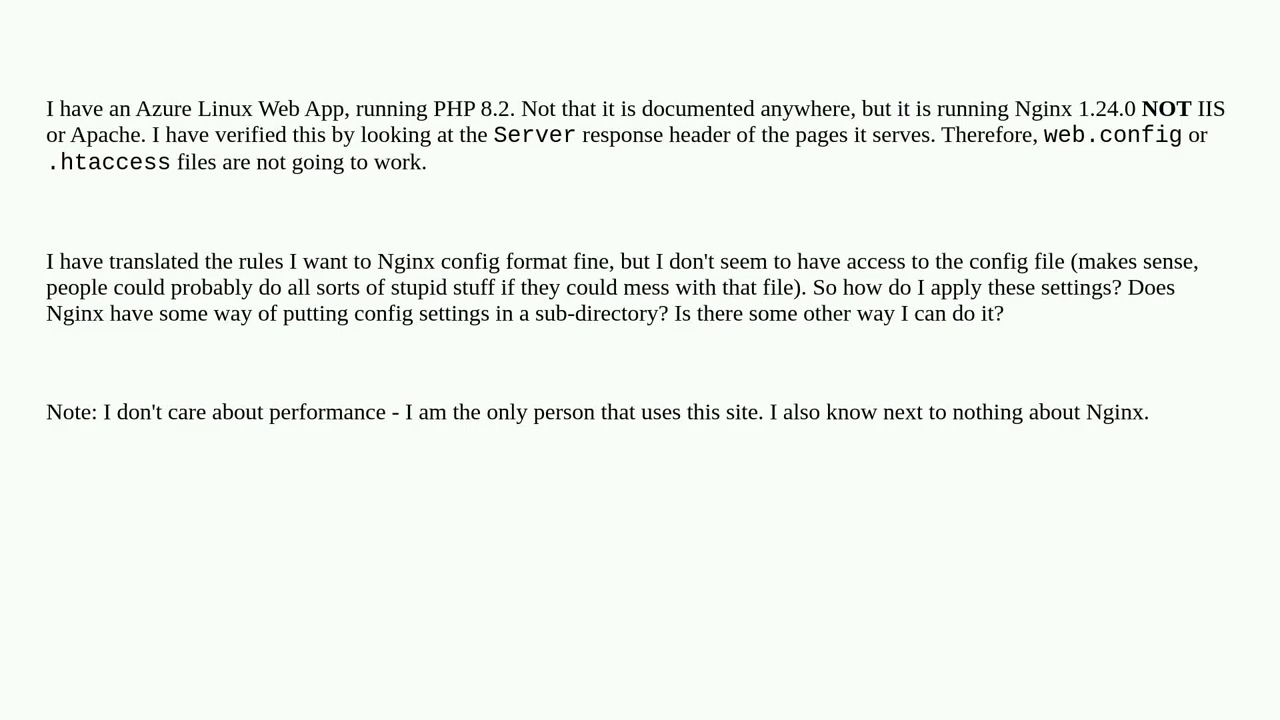 I have an Azure Linux Web App, running PHP 8.2. Not that it is documented anywhere, but it is running Nginx 1.24.0 NOT IIS
or Apache. I have verified this by looking at the Server response header of the pages it serves. Therefore, web.config or
.htaccess files are not going to work.
I have translated the rules I want to Nginx config format fine, but I don't seem to have access to the config file (makes sense,
people could probably do all sorts of stupid stuff if they could mess with that file). So how do I apply these settings? Does
Nginx have some way of putting config settings in a sub-directory? Is there some other way I can do it?
Note: I don't care about performance - I am the only person that uses this site. I also know next to nothing about Nginx.